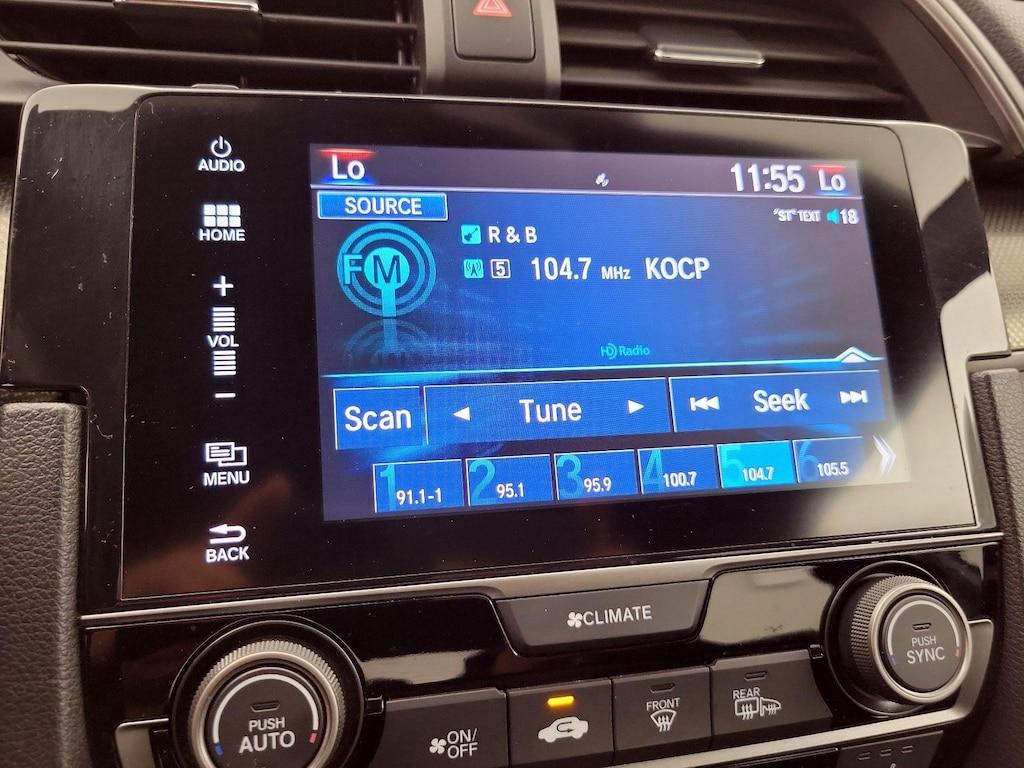 AUDIO
HOME
+
VOL
−
MENU
BACK
Lo
11:55 Lo
SOURCE
"ST" TEXT 18
FM
R & B
5 104.7 MHz KOCP
HD Radio
Scan
Tune
Seek
1 91.1-1
2 95.1
3 95.9
4 100.7
5 104.7
6 105.5
CLIMATE
PUSH
AUTO
ON/
OFF
FRONT
REAR
PUSH
SYNC